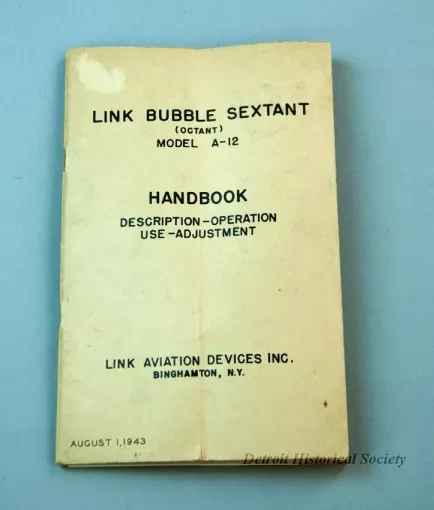 LINK BUBBLE SEXTANT
(OCTANT)
MODEL A-12
HANDBOOK
DESCRIPTION-OPERATION
USE-ADJUSTMENT
LINK AVIATION DEVICES INC.
BINGHAMTON, N.Y.
AUGUST 1, 1943
Detroit Historical Society